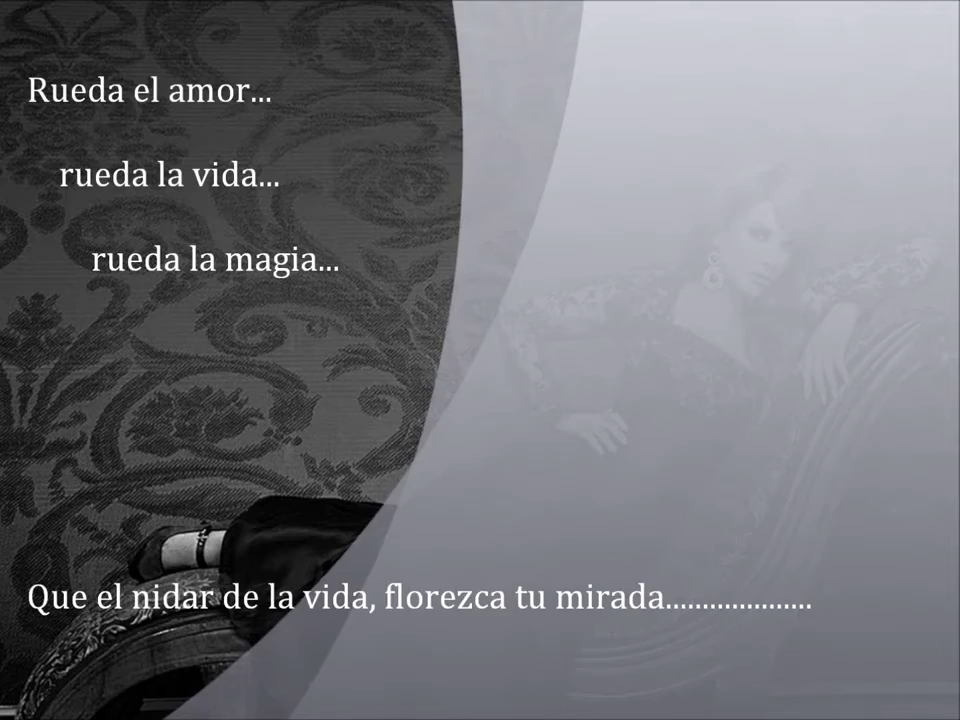 Rueda el amor...
rueda la vida...
rueda la magia...
Que el nidar de la vida, florezca tu mirada....................